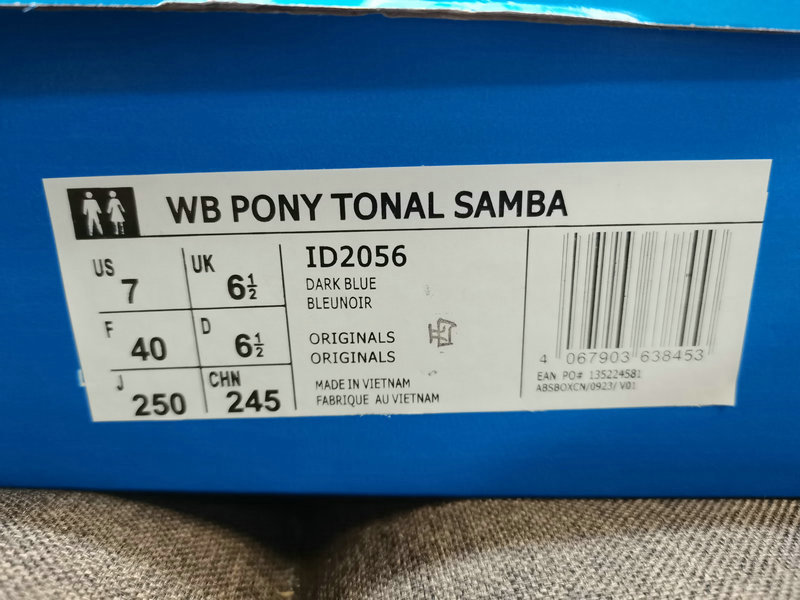 WB PONY TONAL SAMBA
US 7 UK 6½
F 40 D 6½
J 250 CHN 245
ID2056
DARK BLUE
BLEUNOIR
ORIGINALS
ORIGINALS
MADE IN VIETNAM
FABRIQUE AU VIETNAM
4 067903 638453
EAN PO# 135224581
ABSBOXCN/0923/ V01